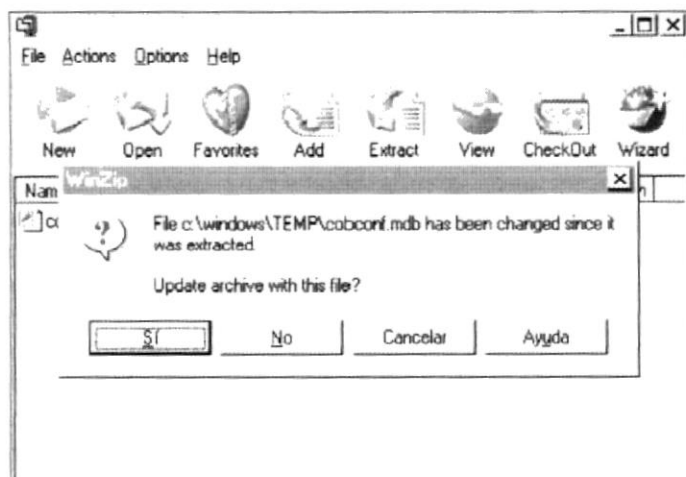 File Actions Options Help
New Open Favorites Add Extract View CheckOut Wizard
Nam
WinZip
File c:\windows\TEMP\cobconf.mdb has been changed since it
was extracted.
Update archive with this file?
Sí No Cancelar Ayuda